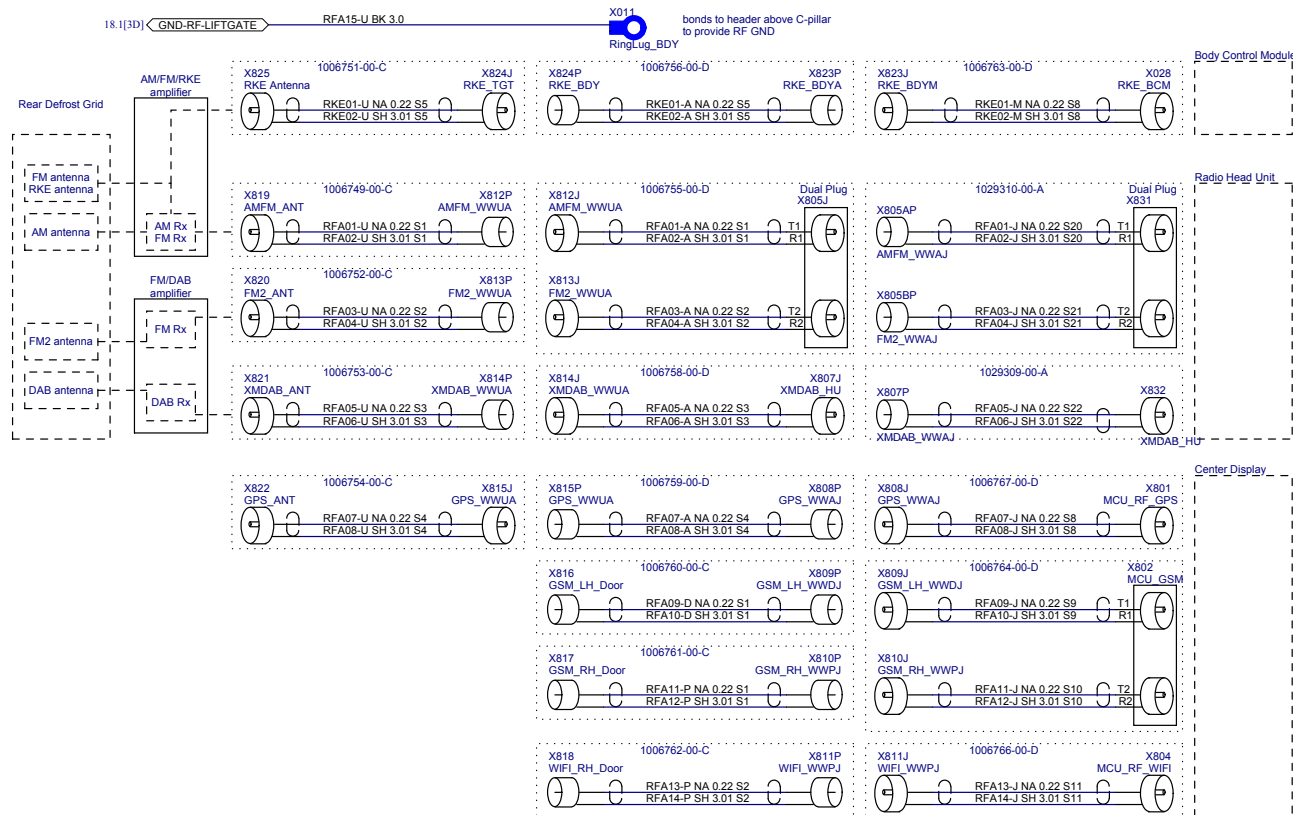 18.1[3D] GND-RF-LIFTGATE
RFA15-U BK 3.0
X011
RingLug_BDY
bonds to header above C-pillar
to provide RF GND
Rear Defrost Grid
FM antenna
RKE antenna
AM antenna
FM2 antenna
DAB antenna
AM/FM/RKE
amplifier
AM Rx
FM Rx
FM/DAB
amplifier
FM Rx
DAB Rx
1006751-00-C
X825
RKE Antenna
X824J
RKE_TGT
RKE01-U NA 0.22 S5
RKE02-U SH 3.01 S5
1006756-00-D
X824P
RKE_BDY
X823P
RKE_BDYA
RKE01-A NA 0.22 S5
RKE02-A SH 3.01 S5
1006763-00-D
X823J
RKE_BDYM
X028
RKE_BCM
RKE01-M NA 0.22 S8
RKE02-M SH 3.01 S8
Body Control Module
1006749-00-C
X819
AMFM_ANT
X812P
AMFM_WWUA
RFA01-U NA 0.22 S1
RFA02-U SH 3.01 S1
1006755-00-D
X812J
AMFM_WWUA
Dual Plug
X805J
RFA01-A NA 0.22 S1
T1
RFA02-A SH 3.01 S1
R1
1029310-00-A
X805AP
AMFM_WWAJ
Dual Plug
X831
RFA01-J NA 0.22 S20
T1
RFA02-J SH 3.01 S20
R1
Radio Head Unit
1006752-00-C
X820
FM2_ANT
X813P
FM2_WWUA
RFA03-U NA 0.22 S2
RFA04-U SH 3.01 S2
X813J
FM2_WWUA
RFA03-A NA 0.22 S2
T2
RFA04-A SH 3.01 S2
R2
X805BP
FM2_WWAJ
RFA03-J NA 0.22 S21
T2
RFA04-J SH 3.01 S21
R2
1006753-00-C
X821
XMDAB_ANT
X814P
XMDAB_WWUA
RFA05-U NA 0.22 S3
RFA06-U SH 3.01 S3
1006758-00-D
X814J
XMDAB_WWUA
X807J
XMDAB_HU
RFA05-A NA 0.22 S3
RFA06-A SH 3.01 S3
1029309-00-A
X807P
XMDAB_WWAJ
X832
XMDAB_HU
RFA05-J NA 0.22 S22
RFA06-J SH 3.01 S22
1006754-00-C
X822
GPS_ANT
X815J
GPS_WWUA
RFA07-U NA 0.22 S4
RFA08-U SH 3.01 S4
1006759-00-D
X815P
GPS_WWUA
X808P
GPS_WWAJ
RFA07-A NA 0.22 S4
RFA08-A SH 3.01 S4
1006767-00-D
X808J
GPS_WWAJ
X801
MCU_RF_GPS
RFA07-J NA 0.22 S8
RFA08-J SH 3.01 S8
Center Display
1006760-00-C
X816
GSM_LH_Door
X809P
GSM_LH_WWDJ
RFA09-D NA 0.22 S1
RFA10-D SH 3.01 S1
1006764-00-D
X809J
GSM_LH_WWDJ
X802
MCU_GSM
RFA09-J NA 0.22 S9
T1
RFA10-J SH 3.01 S9
R1
1006761-00-C
X817
GSM_RH_Door
X810P
GSM_RH_WWPJ
RFA11-P NA 0.22 S1
RFA12-P SH 3.01 S1
X810J
GSM_RH_WWPJ
RFA11-J NA 0.22 S10
T2
RFA12-J SH 3.01 S10
R2
1006762-00-C
X818
WIFI_RH_Door
X811P
WIFI_WWPJ
RFA13-P NA 0.22 S2
RFA14-P SH 3.01 S2
1006766-00-D
X811J
WIFI_WWPJ
X804
MCU_RF_WIFI
RFA13-J NA 0.22 S11
RFA14-J SH 3.01 S11